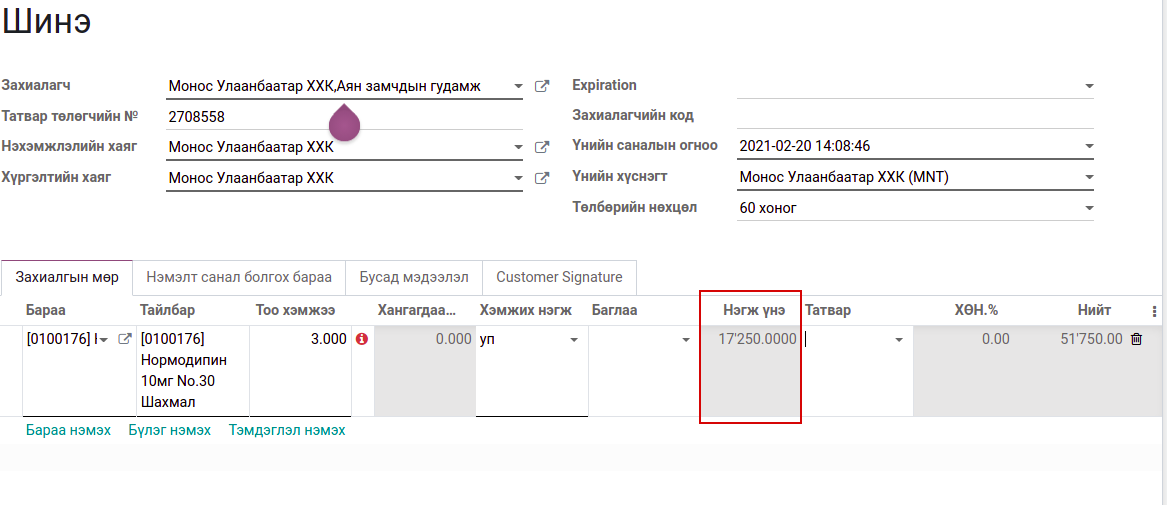 Шинэ
Захиалагч Монос Улаанбаатар ХХК,Аян замчдын гудамж Expiration
Татвар төлөгчийн № 2708558 Захиалагчийн код
Нэхэмжлэлийн хаяг Монос Улаанбаатар ХХК Үнийн саналын огноо 2021-02-20 14:08:46
Хүргэлтийн хаяг Монос Улаанбаатар ХХК Үнийн хүснэгт Монос Улаанбаатар ХХК (MNT)
Төлбөрийн нөхцөл 60 хоног
Захиалгын мөр Нэмэлт санал болгох бараа Бусад мэдээлэл Customer Signature
Бараа Тайлбар Тоо хэмжээ Хангагдаа... Хэмжих нэгж Баглаа Нэгж үнэ Татвар ХӨН.% Нийт
[0100176] [0100176] 3.000 0.000 уп 17'250.0000 0.00 51'750.00
Нормодипин
10мг No.30
Шахмал
Бараа нэмэх Бүлэг нэмэх Тэмдэглэл нэмэх